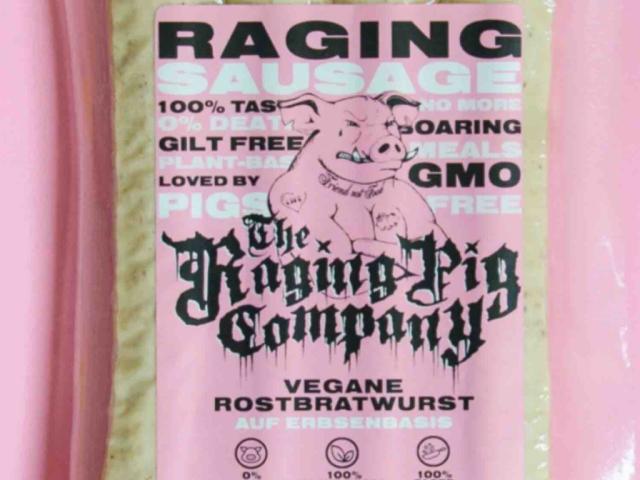 RAGING
SAUSAGE
100% TAS NO MORE
0% DEAT BOARING
GILT FREE MEALS
PLANT-BAS GMO
LOVED BY FREE
PIGS
Friend not Food
The
Raging Pig
Company
VEGANE
ROSTBRATWURST
AUF ERBSENBASIS
0% 100% 100%